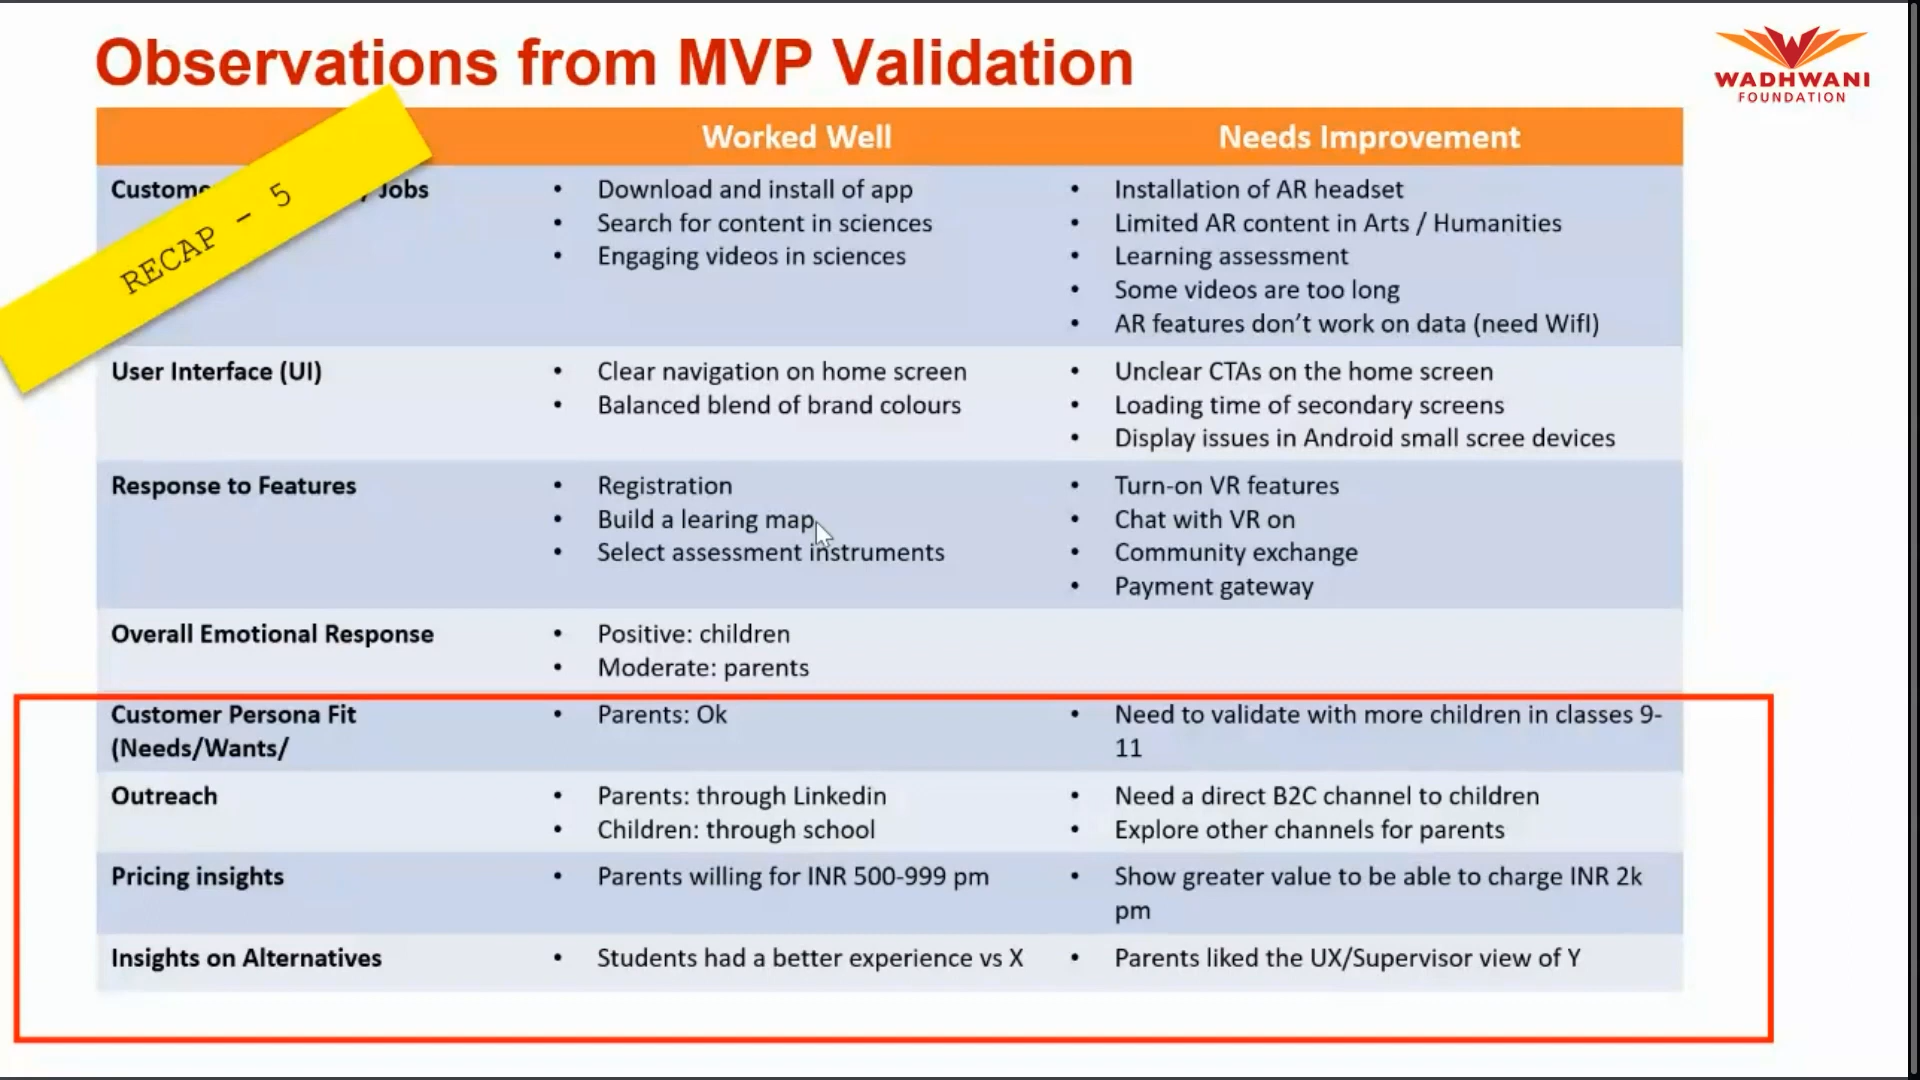 Observations from MVP Validation
WADHWANI
FOUNDATION
RECAP - 5
Worked Well
Needs Improvement
Jobs
• Download and install of app
• Search for content in sciences
• Engaging videos in sciences
• Installation of AR headset
• Limited AR content in Arts / Humanities
• Learning assessment
• Some videos are too long
• AR features don't work on data (need WifI)
User Interface (UI)
• Clear navigation on home screen
• Balanced blend of brand colours
• Unclear CTAs on the home screen
• Loading time of secondary screens
• Display issues in Android small scree devices
Response to Features
• Registration
• Build a learing map
• Select assessment instruments
• Turn-on VR features
• Chat with VR on
• Community exchange
• Payment gateway
Overall Emotional Response
• Positive: children
• Moderate: parents
Customer Persona Fit
(Needs/Wants/
• Parents: Ok
• Need to validate with more children in classes 9-
11
Outreach
• Parents: through Linkedin
• Children: through school
• Need a direct B2C channel to children
• Explore other channels for parents
Pricing insights
• Parents willing for INR 500-999 pm
• Show greater value to be able to charge INR 2k
pm
Insights on Alternatives
• Students had a better experience vs X
• Parents liked the UX/Supervisor view of Y